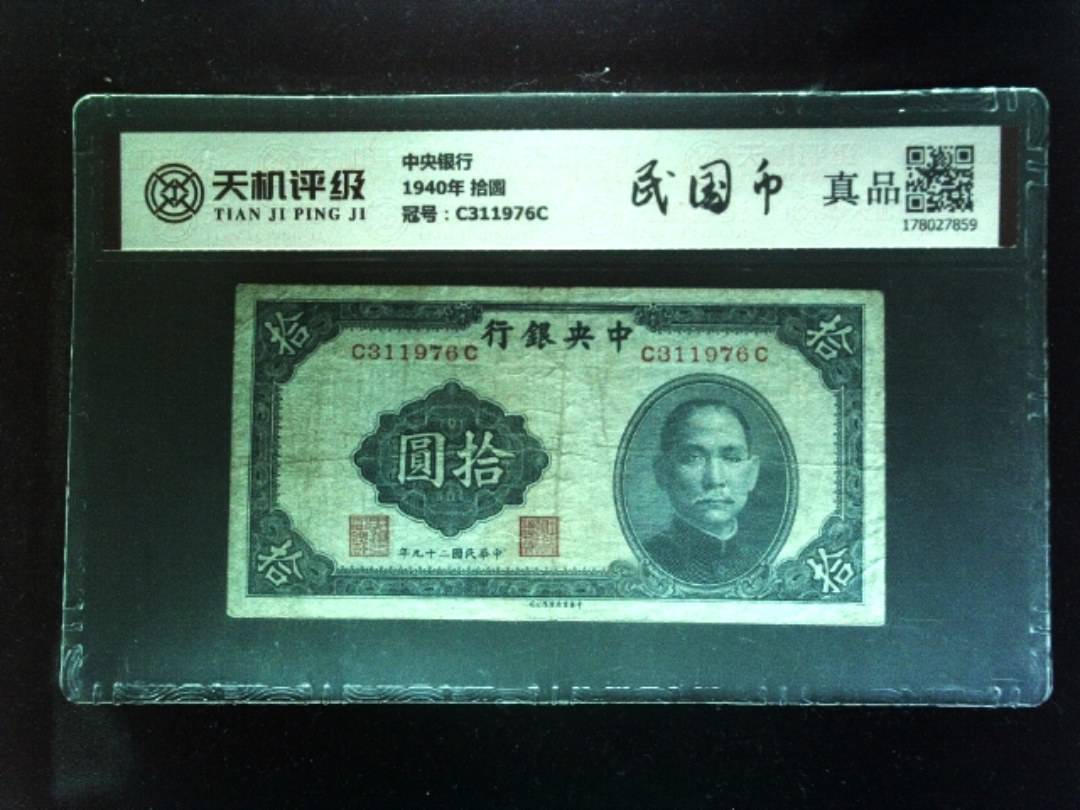 天机评级
TIAN JI PING JI
中央银行
1940年 拾圆
冠号：C311976C
民国币
真品
178027859
行銀央中
C311976C
C311976C
拾
拾
圓拾
年九十二國民華中
拾
拾